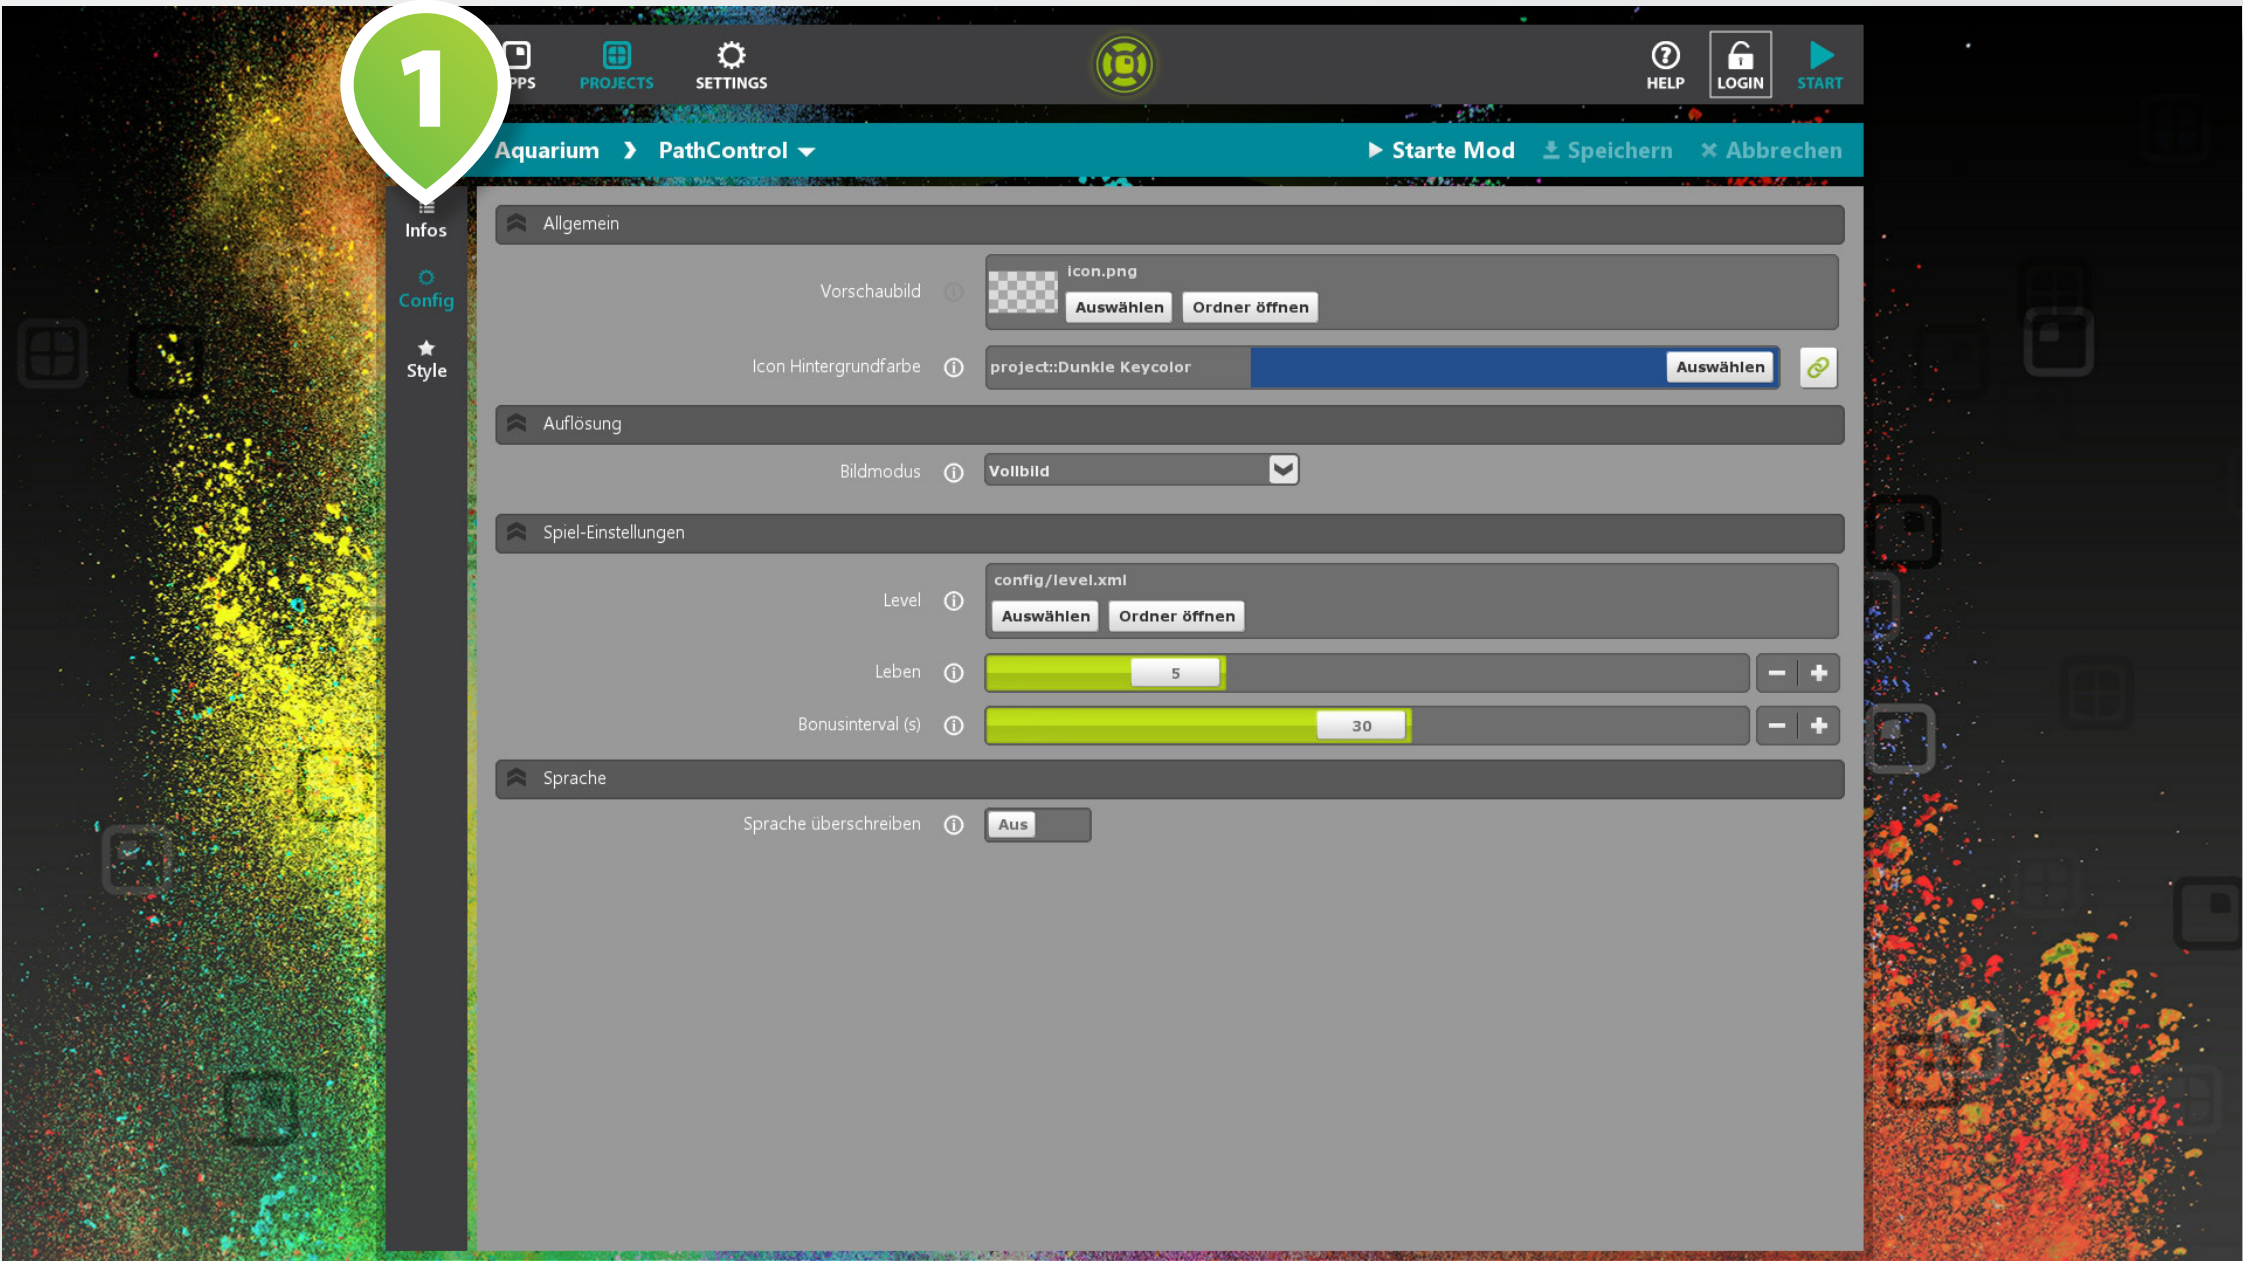 1
PROJECTS
SETTINGS
HELP
LOGIN
START
Aquarium
PathControl
Starte Mod
Speichern
Abbrechen
Infos
Config
Style
Allgemein
Vorschaubild
icon.png
Auswählen
Ordner öffnen
Icon Hintergrundfarbe
project::Dunkle Keycolor
Auswählen
Auflösung
Bildmodus
Vollbild
Spiel-Einstellungen
Level
config/level.xml
Auswählen
Ordner öffnen
Leben
5
Bonusinterval (s)
30
Sprache
Sprache überschreiben
Aus